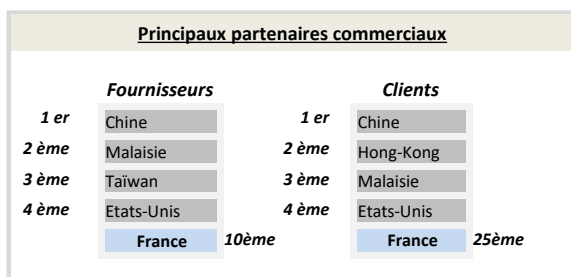 Principaux partenaires commerciaux
Fournisseurs Clients
1 er Chine 1 er Chine
2 ème Malaisie 2 ème Hong-Kong
3 ème Taïwan 3 ème Malaisie
4 ème Etats-Unis 4 ème Etats-Unis
France 10ème France 25ème